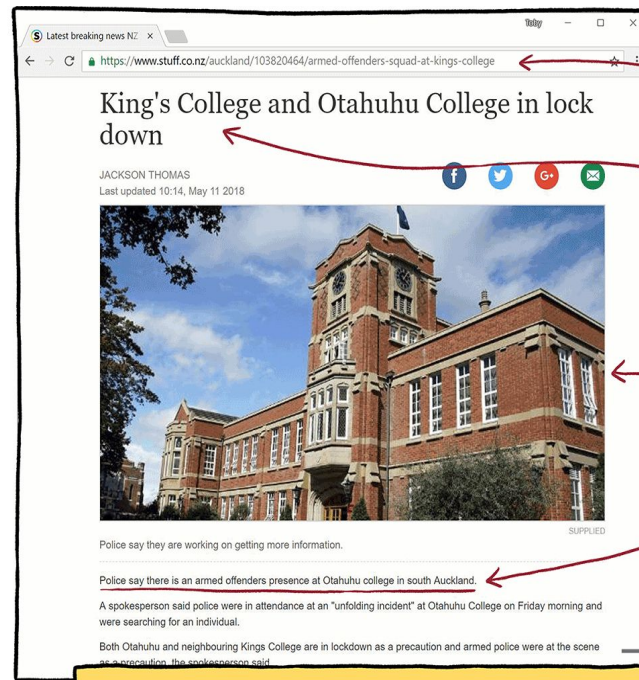 Toby
Latest breaking news NZ
https://www.stuff.co.nz/auckland/103820464/armed-offenders-squad-at-kings-college
King's College and Otahuhu College in lock
down
JACKSON THOMAS
Last updated 10:14, May 11 2018
f
G+
SUPPLIED
Police say they are working on getting more information.
Police say there is an armed offenders presence at Otahuhu college in south Auckland.
A spokesperson said police were in attendance at an "unfolding incident" at Otahuhu College on Friday morning and
were searching for an individual.
Both Otahuhu and neighbouring Kings College are in lockdown as a precaution and armed police were at the scene
as a precaution, the spokesperson said.